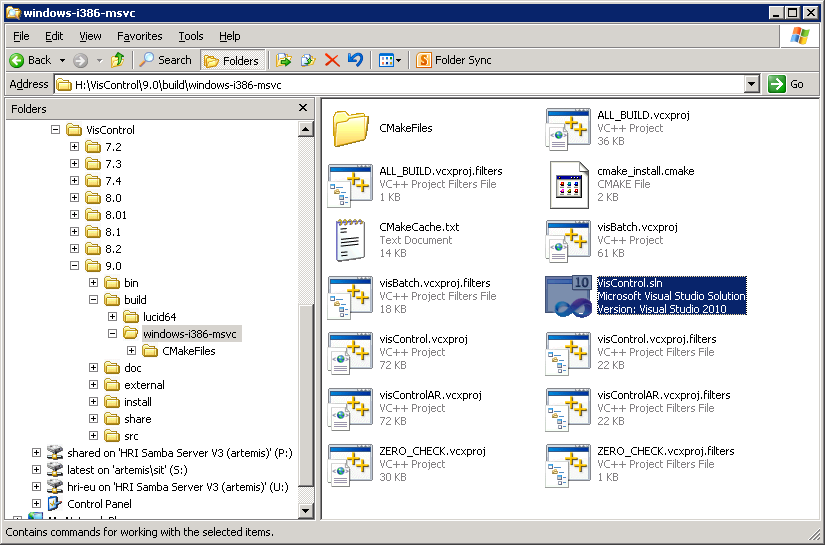 windows-i386-msvc
File Edit View Favorites Tools Help
Back Search Folders Folder Sync
Address H:\VisControl\9.0\build\windows-i386-msvc Go
Folders
VisControl
7.2
7.3
7.4
8.0
8.01
8.1
8.2
9.0
bin
build
lucid64
windows-i386-msvc
CMakeFiles
doc
external
install
share
src
shared on 'HRI Samba Server V3 (artemis)' (P:)
latest on 'artemis\sit' (S:)
hri-eu on 'HRI Samba Server V3 (artemis)' (U:)
Control Panel
CMakeFiles
ALL_BUILD.vcxproj
VC++ Project
36 KB
ALL_BUILD.vcxproj.filters
VC++ Project Filters File
1 KB
cmake_install.cmake
CMAKE File
2 KB
CMakeCache.txt
Text Document
14 KB
visBatch.vcxproj
VC++ Project
61 KB
visBatch.vcxproj.filters
VC++ Project Filters File
18 KB
10
VisControl.sln
Microsoft Visual Studio Solution
Version: Visual Studio 2010
visControl.vcxproj
VC++ Project
72 KB
visControl.vcxproj.filters
VC++ Project Filters File
22 KB
visControlAR.vcxproj
VC++ Project
72 KB
visControlAR.vcxproj.filters
VC++ Project Filters File
22 KB
ZERO_CHECK.vcxproj
VC++ Project
30 KB
ZERO_CHECK.vcxproj.filters
VC++ Project Filters File
1 KB
Contains commands for working with the selected items.